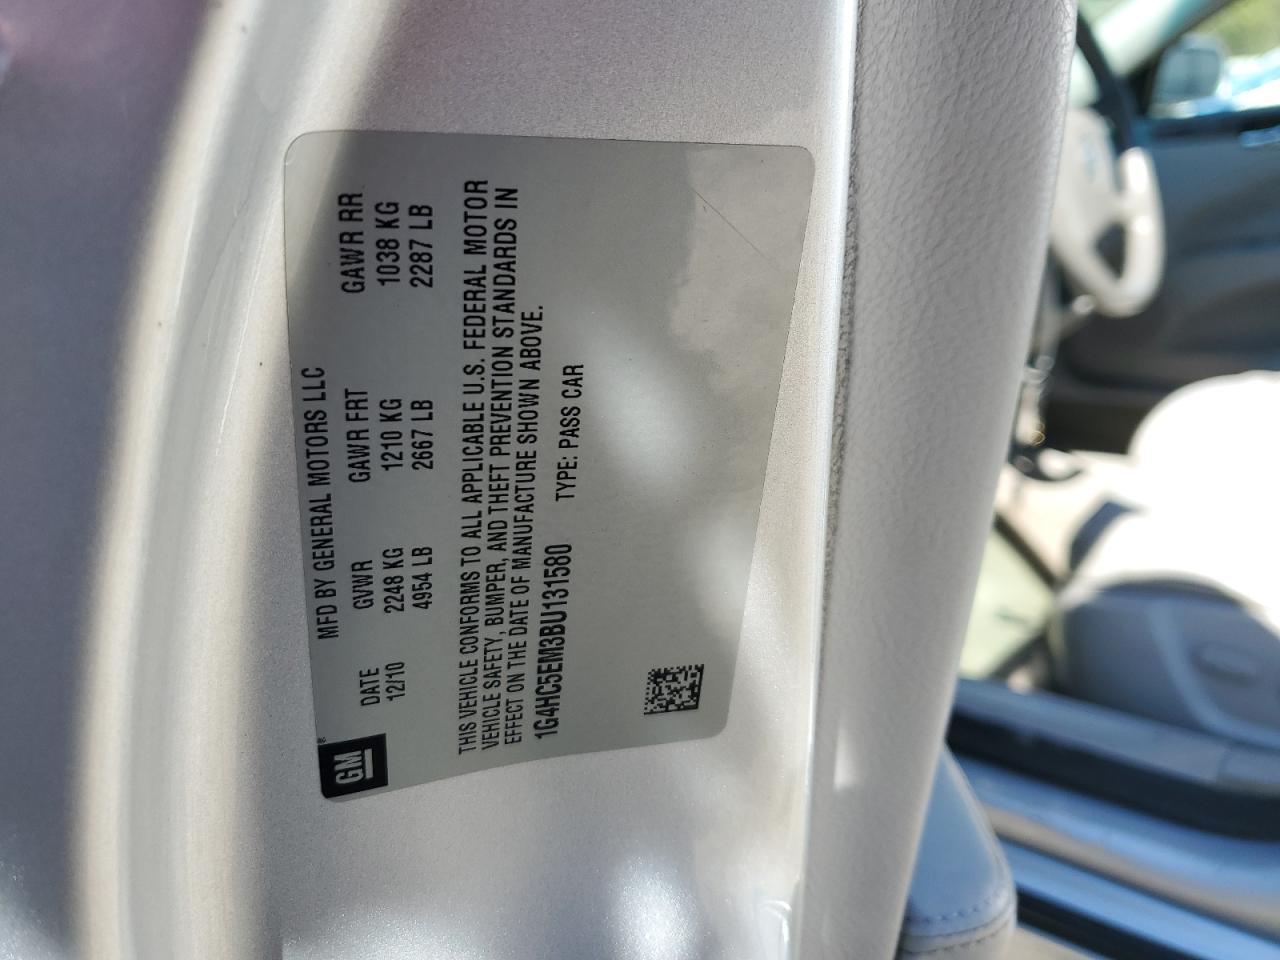 GM
MFD BY GENERAL MOTORS LLC
DATE GVWR GAWR FRT GAWR RR
12/10 2248 KG 1210 KG 1038 KG
4954 LB 2667 LB 2287 LB
THIS VEHICLE CONFORMS TO ALL APPLICABLE U.S. FEDERAL MOTOR
VEHICLE SAFETY, BUMPER, AND THEFT PREVENTION STANDARDS IN
EFFECT ON THE DATE OF MANUFACTURE SHOWN ABOVE.
1G4HC5EM3BU131580 TYPE: PASS CAR